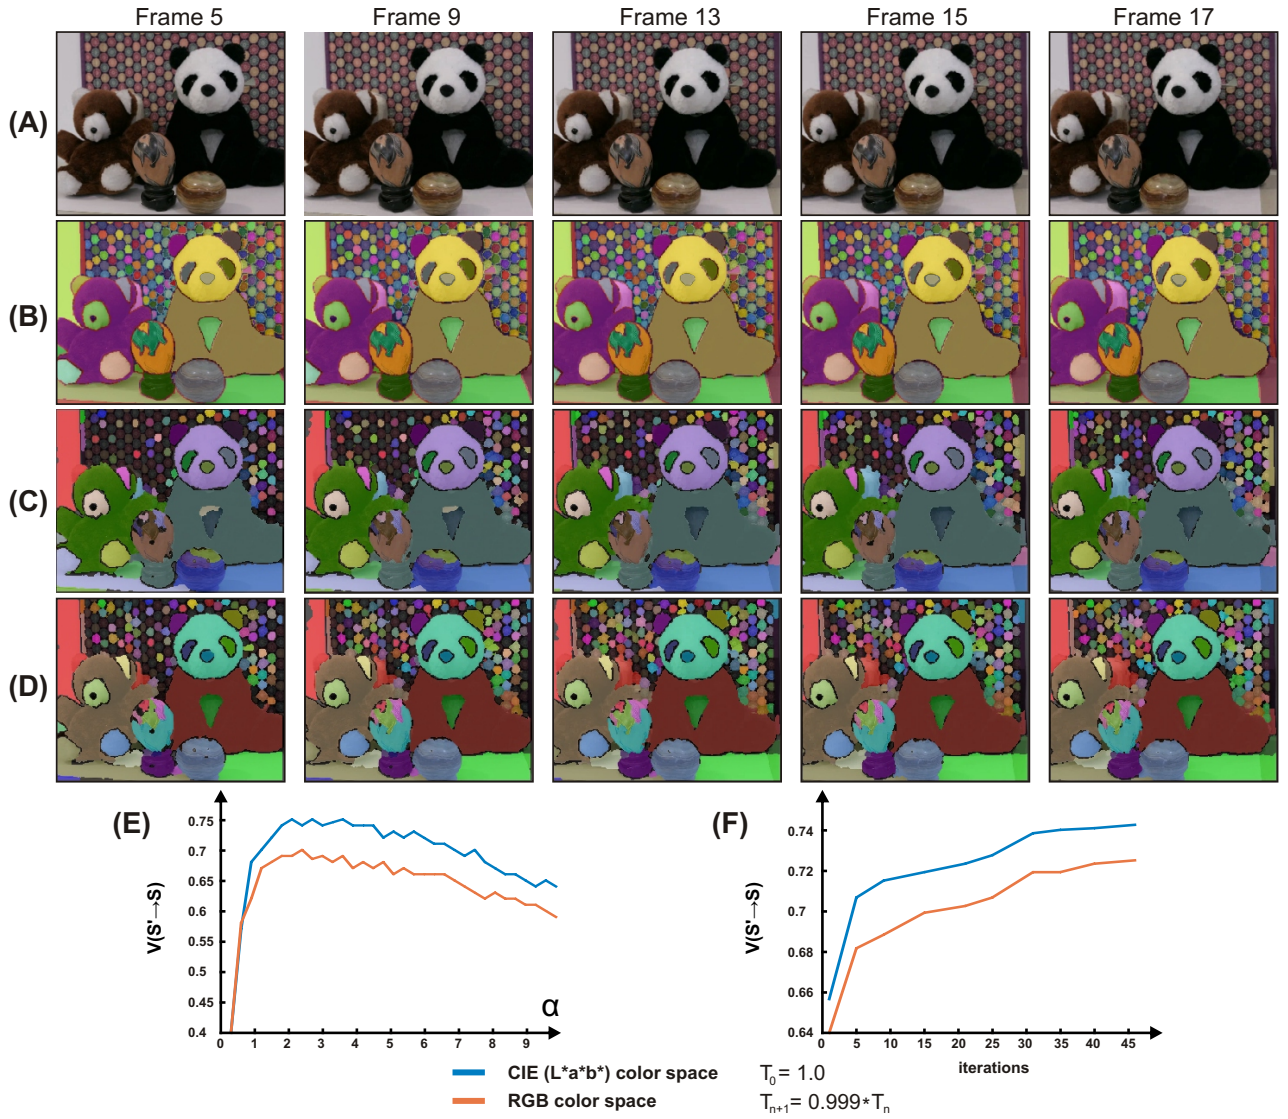 Frame 5 Frame 9 Frame 13 Frame 15 Frame 17
(A)
(B)
(C)
(D)
(E)
V(S'→S)
0.75
0.7
0.65
0.6
0.55
0.5
0.45
0.4
1 2 3 4 5 6 7 8 9
α
(F)
V(S'→S)
0.74
0.72
0.7
0.68
0.66
0.64
0 5 10 15 20 25 30 35 40 45
iterations
CIE (L*a*b*) color space
RGB color space
T0 = 1.0
Tn+1 = 0.999*Tn